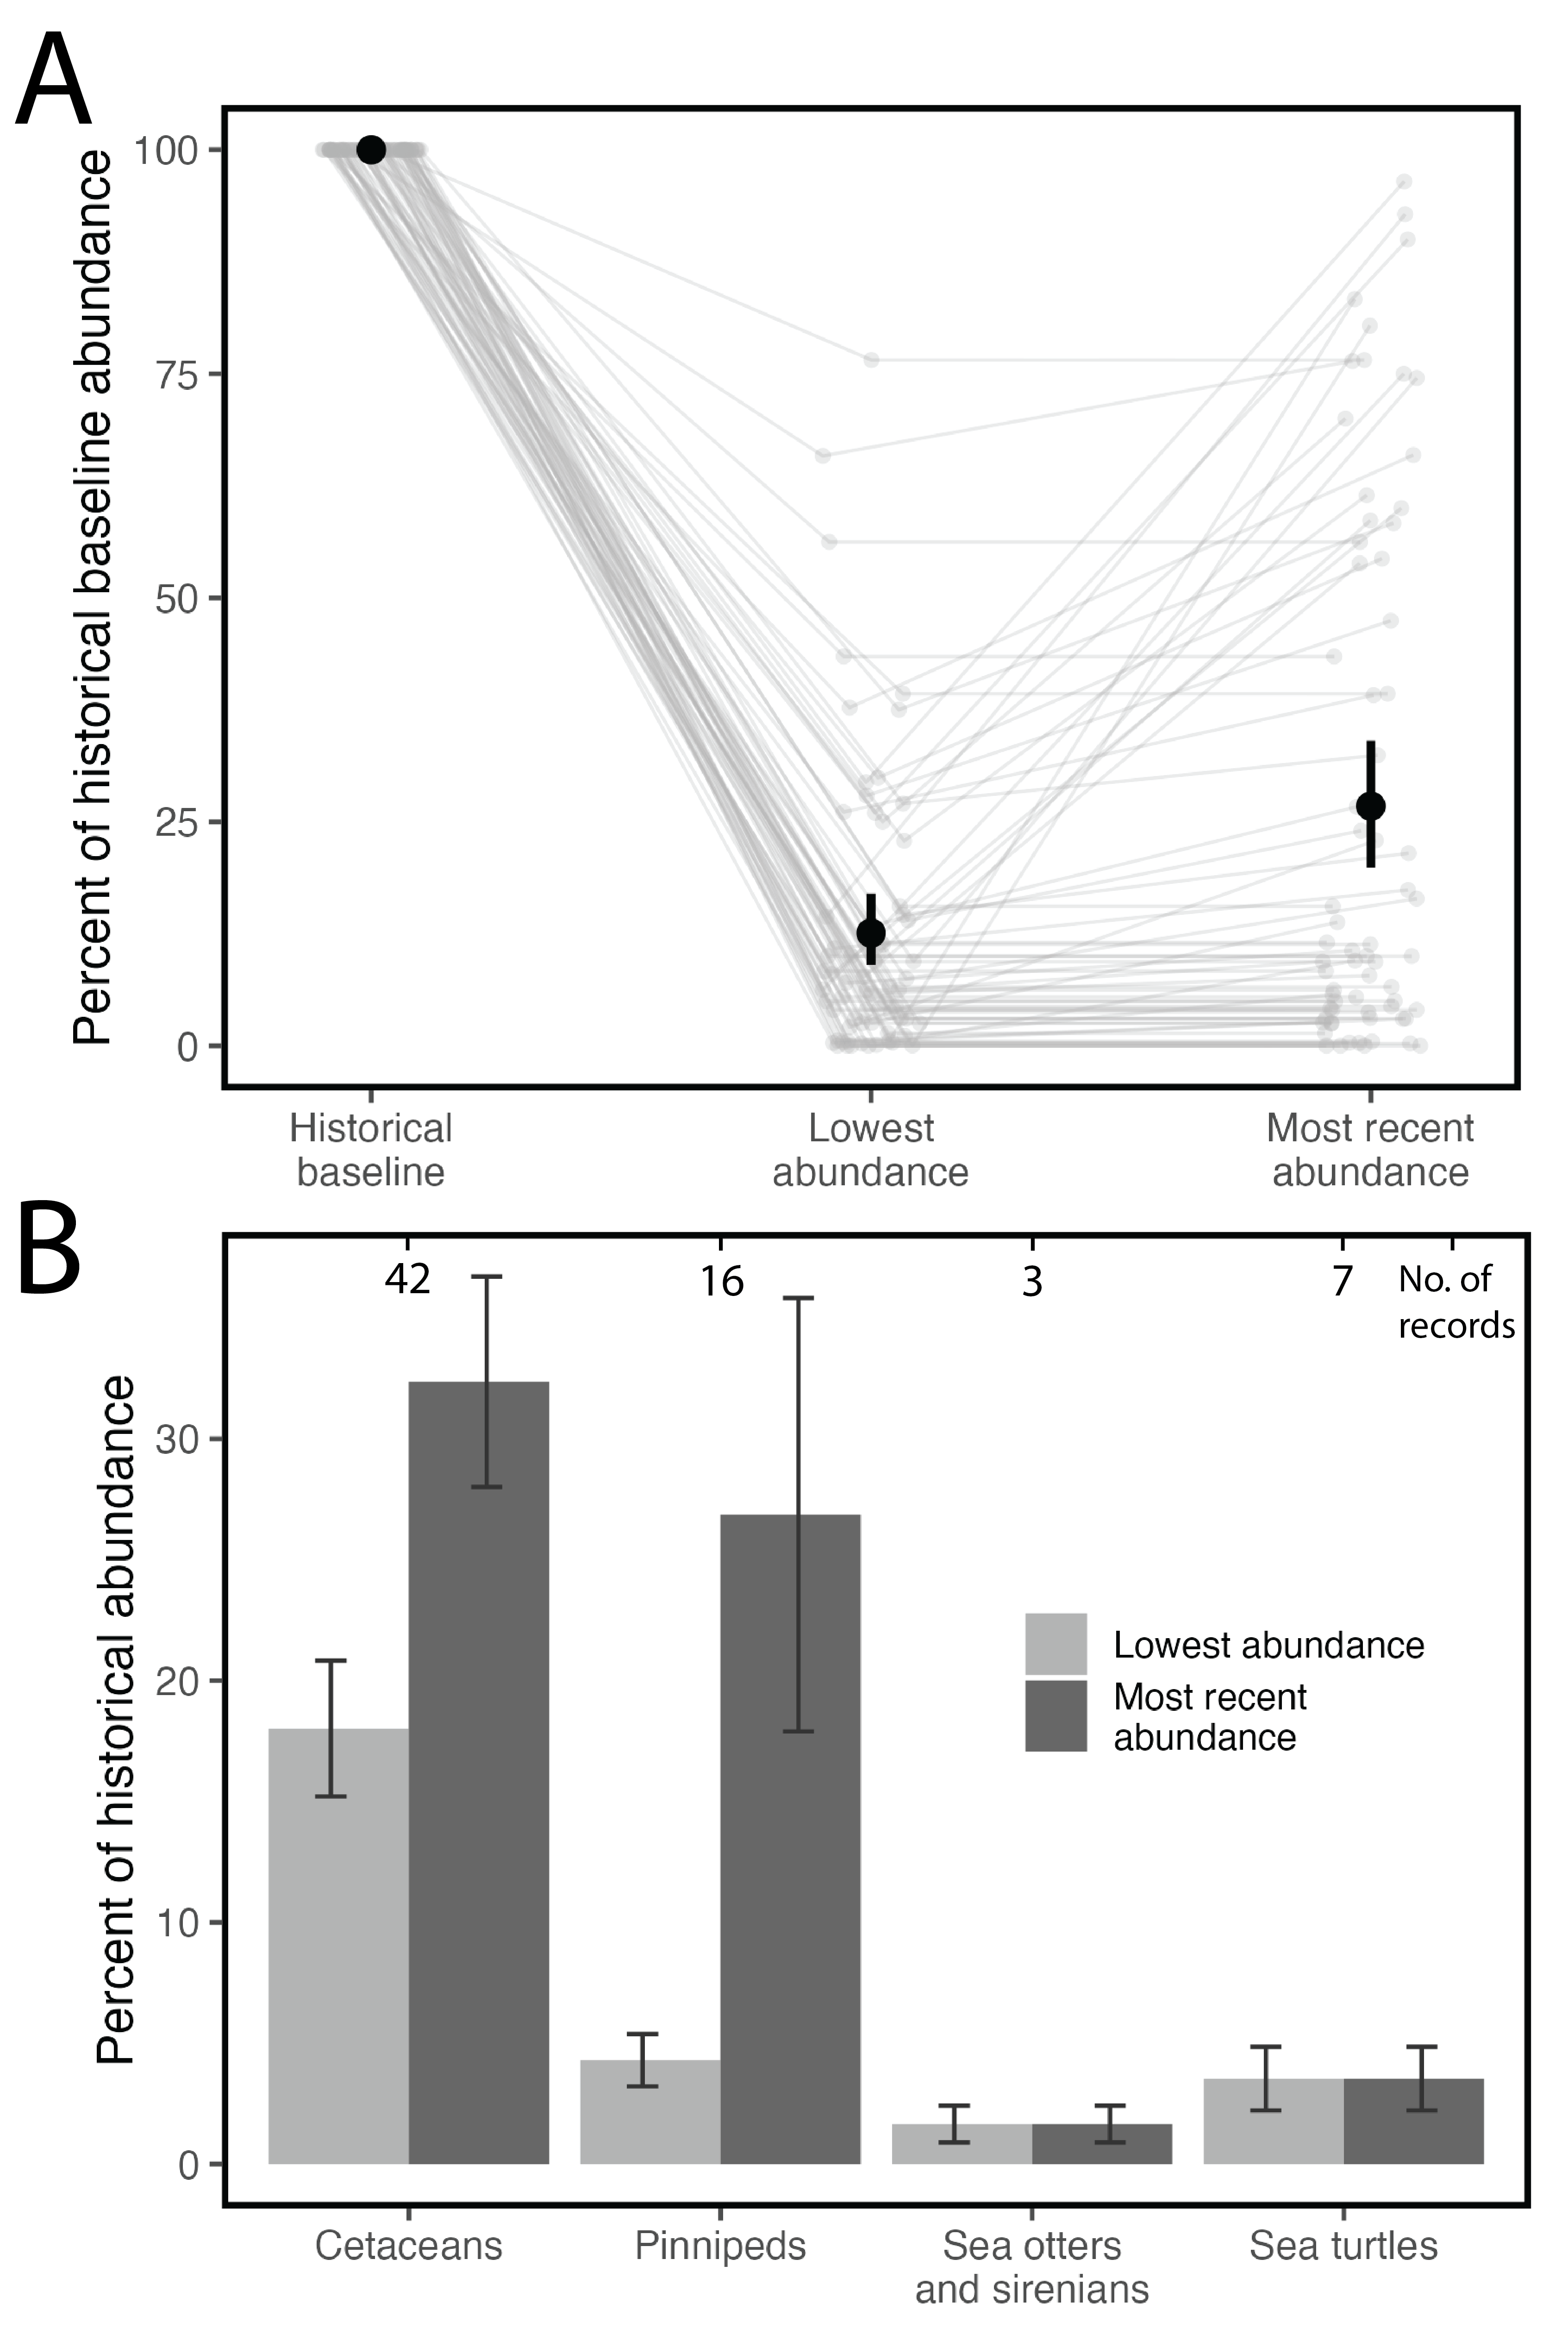 A
Percent of historical baseline abundance
100
75
50
25
0
Historical
baseline
Lowest
abundance
Most recent
abundance
B
42
16
3
7
No. of
records
Percent of historical abundance
30
20
10
0
Lowest abundance
Most recent
abundance
Cetaceans
Pinnipeds
Sea otters
and sirenians
Sea turtles